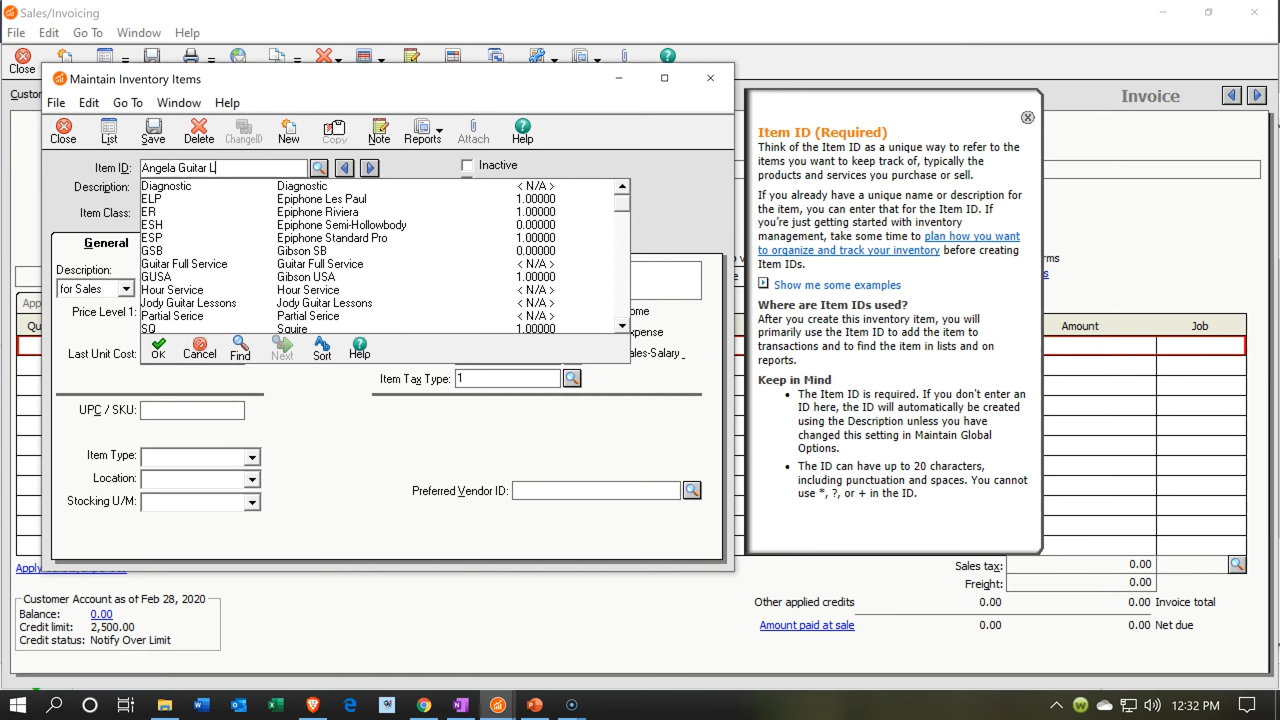 Sales/Invoicing
File Edit Go To Window Help
Close
Maintain Inventory Items
File Edit Go To Window Help
Close List Save Delete ChangeID New Copy Note Reports Attach Help
Item ID: Angela Guitar L
Inactive
Description:
Item Class:
Diagnostic Diagnostic < N/A >
ELP Epiphone Les Paul 1.00000
ER Epiphone Riviera 1.00000
ESH Epiphone Semi-Hollowbody 0.00000
ESP Epiphone Standard Pro 1.00000
GSB Gibson SB 0.00000
Guitar Full Service Guitar Full Service < N/A >
GUSA Gibson USA 1.00000
Hour Service Hour Service < N/A >
Jody Guitar Lessons Jody Guitar Lessons < N/A >
Partial Serice Partial Serice < N/A >
SQ Squire 1.00000
OK Cancel Find Next Sort Help
General
Description:
for Sales
Price Level 1:
Last Unit Cost:
Item Tax Type: 1
UPC / SKU:
Item Type:
Location:
Stocking U/M:
Preferred Vendor ID:
Invoice
Item ID (Required)
Think of the Item ID as a unique way to refer to the
items you want to keep track of, typically the
products and services you purchase or sell.
If you already have a unique name or description for
the item, you can enter that for the Item ID. If
you're just getting started with inventory
management, take some time to plan how you want
to organize and track your inventory before creating
Item IDs.
Show me some examples
Where are Item IDs used?
After you create this inventory item, you will
primarily use the Item ID to add the item to
transactions and to find the item in lists and on
reports.
Keep in Mind
• The Item ID is required. If you don't enter an
ID here, the ID will automatically be created
using the Description unless you have
changed this setting in Maintain Global
Options.
• The ID can have up to 20 characters,
including punctuation and spaces. You cannot
use *, ?, or + in the ID.
Amount Job
Sales tax: 0.00
Freight: 0.00
Other applied credits 0.00 0.00 Invoice total
Amount paid at sale 0.00 0.00 Net due
Customer Account as of Feb 28, 2020
Balance: 0.00
Credit limit: 2,500.00
Credit status: Notify Over Limit
12:32 PM